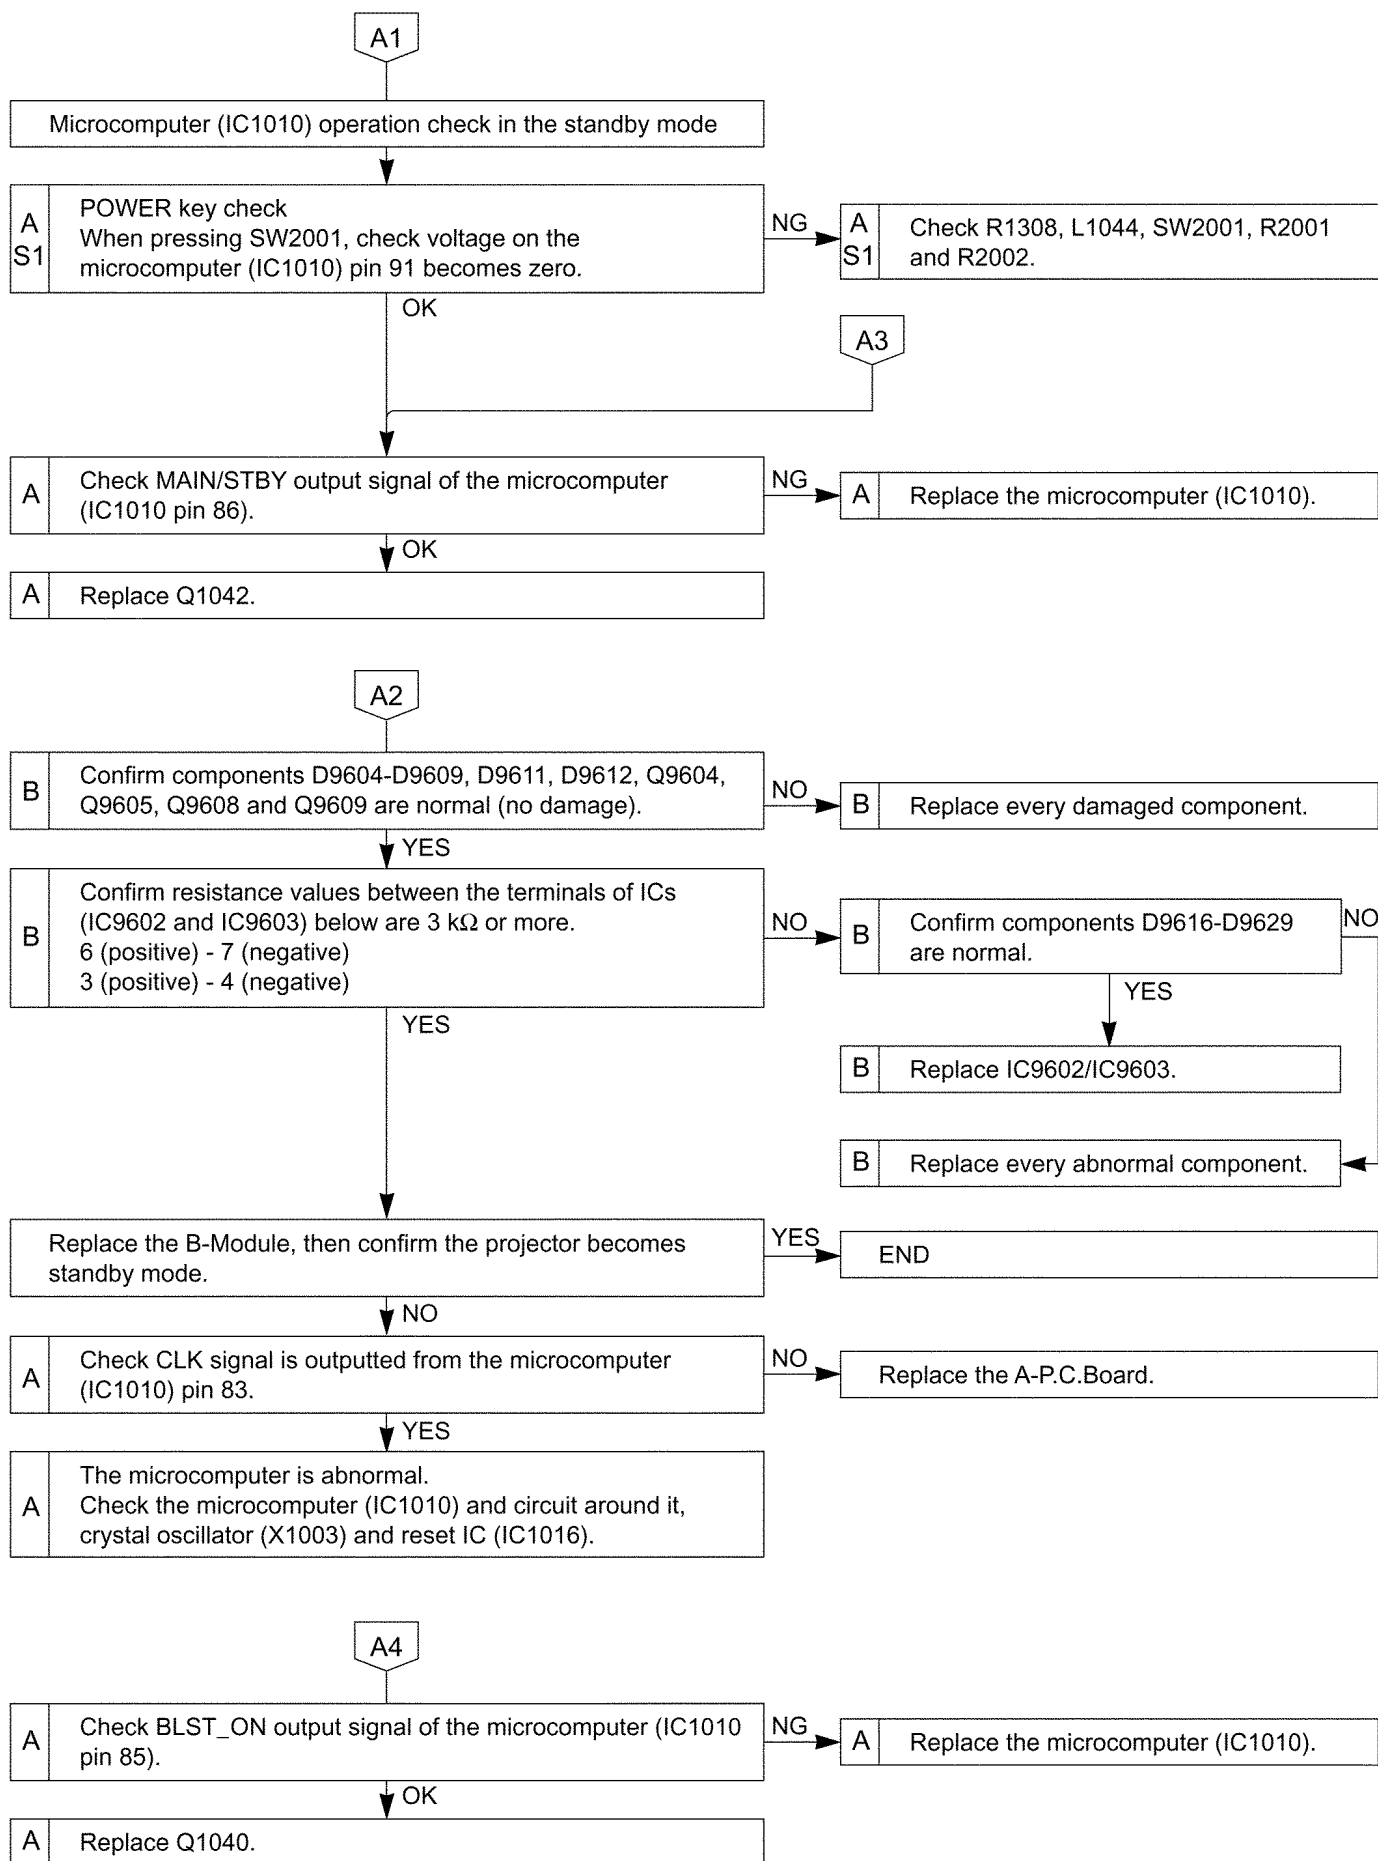 A1
Microcomputer (IC1010) operation check in the standby mode
A
S1
POWER key check
When pressing SW2001, check voltage on the
microcomputer (IC1010) pin 91 becomes zero.
NG
A
S1
Check R1308, L1044, SW2001, R2001
and R2002.
OK
A3
A
Check MAIN/STBY output signal of the microcomputer
(IC1010 pin 86).
NG
A
Replace the microcomputer (IC1010).
OK
A
Replace Q1042.
A2
B
Confirm components D9604-D9609, D9611, D9612, Q9604,
Q9605, Q9608 and Q9609 are normal (no damage).
NO
B
Replace every damaged component.
YES
B
Confirm resistance values between the terminals of ICs
(IC9602 and IC9603) below are 3 kΩ or more.
6 (positive) - 7 (negative)
3 (positive) - 4 (negative)
NO
B
Confirm components D9616-D9629
are normal.
NO
YES
YES
B
Replace IC9602/IC9603.
B
Replace every abnormal component.
Replace the B-Module, then confirm the projector becomes
standby mode.
YES
END
NO
A
Check CLK signal is outputted from the microcomputer
(IC1010) pin 83.
NO
Replace the A-P.C.Board.
YES
A
The microcomputer is abnormal.
Check the microcomputer (IC1010) and circuit around it,
crystal oscillator (X1003) and reset IC (IC1016).
A4
A
Check BLST_ON output signal of the microcomputer (IC1010
pin 85).
NG
A
Replace the microcomputer (IC1010).
OK
A
Replace Q1040.